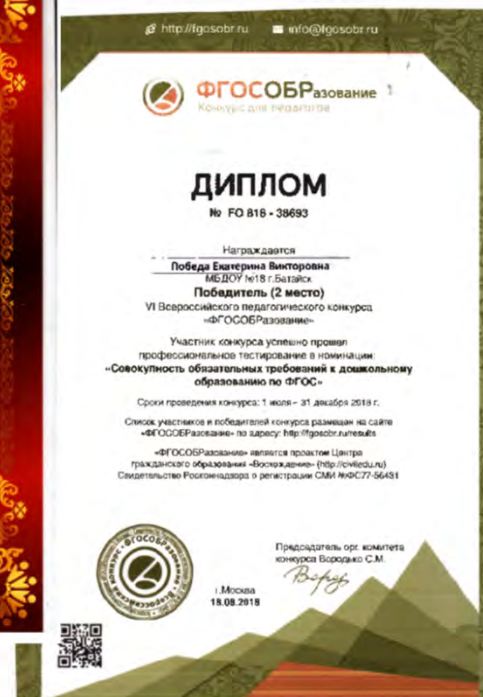 http://fgosobr.ru info@fgosobr.ru
ФГОСОБРазование
Конкурс для педагогов
ДИПЛОМ
№ FO 818 - 38693
Награждается
Победа Екатерина Викторовна
МБДОУ №18 г.Батайск
Победитель (2 место)
VI Всероссийского педагогического конкурса
«ФГОСОБРазование»
Участник конкурса успешно прошел
профессиональное тестирование в номинации:
«Совокупность обязательных требований к дошкольному
образованию по ФГОС»
Сроки проведения конкурса: 1 июля – 31 декабря 2018 г.
Список участников и победителей конкурса размещен на сайте
«ФГОСОБРазование» по адресу: http://fgosobr.ru/results
«ФГОСОБРазование» является проектом Центра
гражданского образования «Восхождение» (http://civiledu.ru)
Свидетельство Роскомнадзора о регистрации СМИ №ФС77-56431
Председатель орг. комитета
конкурса Вородько С.М.
ФГОСОБРазование
Всероссийский конкурс
г.Москва
18.08.2018